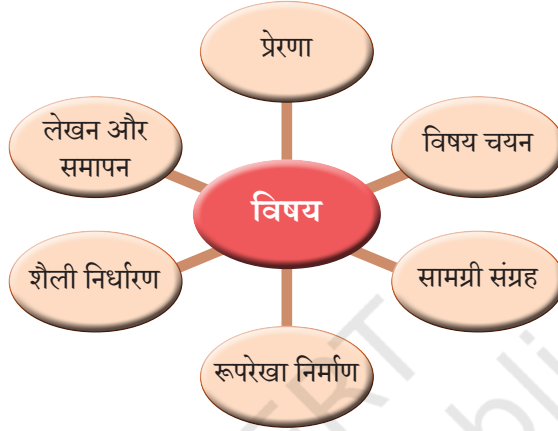 प्रेरणा
लेखन और
समापन
विषय चयन
विषय
शैली निर्धारण
सामग्री संग्रह
रूपरेखा निर्माण